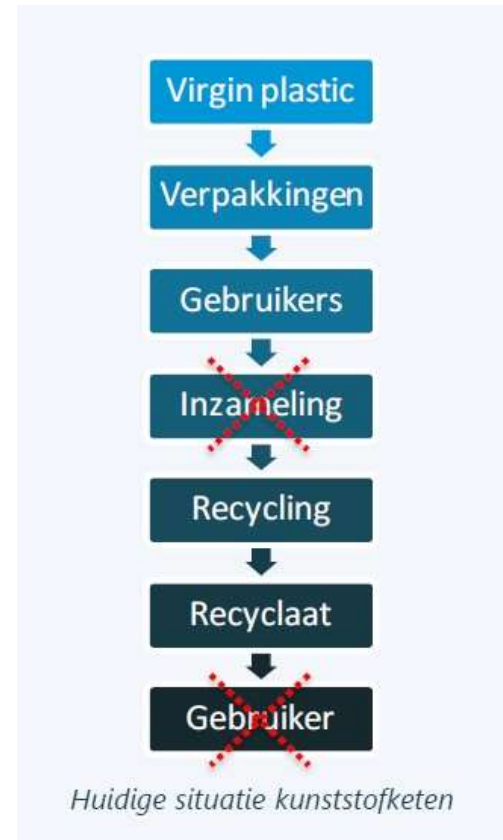 Virgin plastic
Verpakkingen
Gebruikers
Inzameling
Recycling
Recyclaat
Gebruiker
Huidige situatie kunststofketen